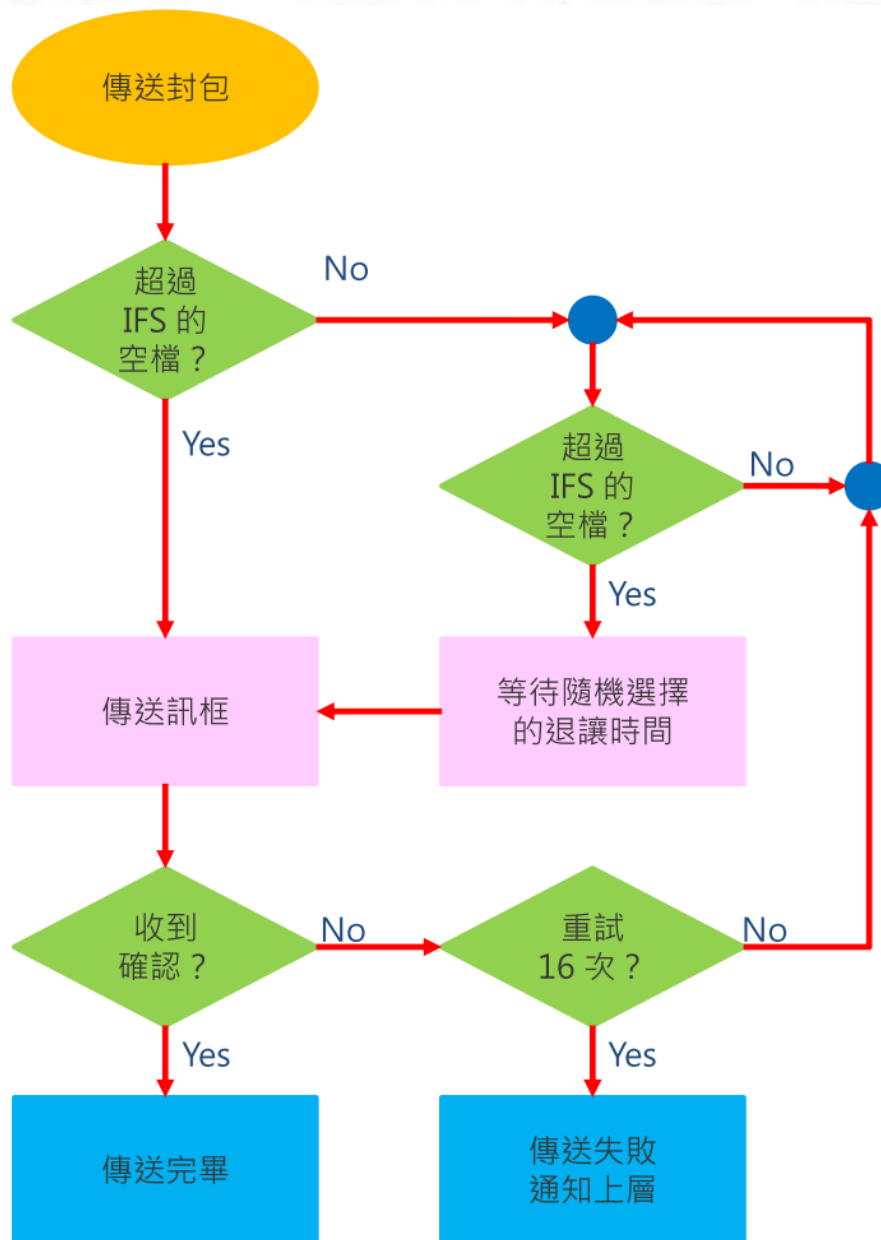 傳送封包
超過
IFS 的
空檔？
No
Yes
超過
IFS 的
空檔？
No
Yes
傳送訊框
等待隨機選擇
的退讓時間
收到
確認？
No
Yes
重試
16 次？
No
Yes
傳送完畢
傳送失敗
通知上層